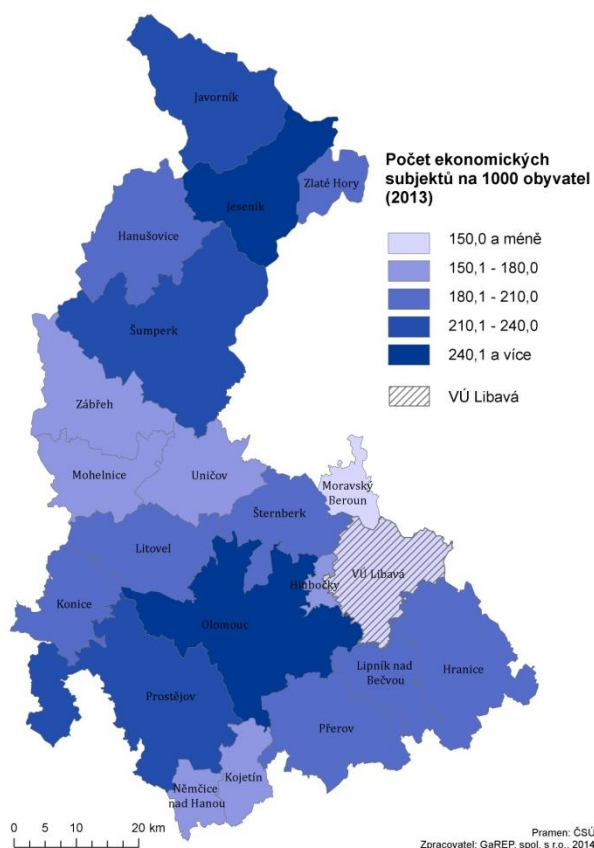 Javorník
Počet ekonomických
subjektů na 1000 obyvatel
(2013)
Zlaté Hory
Jeseník
Hanušovice
150,0 a méně
150,1 - 180,0
180,1 - 210,0
210,1 - 240,0
240,1 a více
VÚ Libavá
Šumperk
Zábřeh
Mohelnice
Uničov
Moravský
Beroun
Šternberk
Litovel
VÚ Libavá
Hlubočky
Konice
Olomouc
Lipník nad
Bečvou
Hranice
Prostějov
Přerov
Kojetín
Němčice
nad Hanou
0 5 10 20 km
Pramen: ČSÚ
Zpracovatel: GaREP, spol. s r.o., 2014